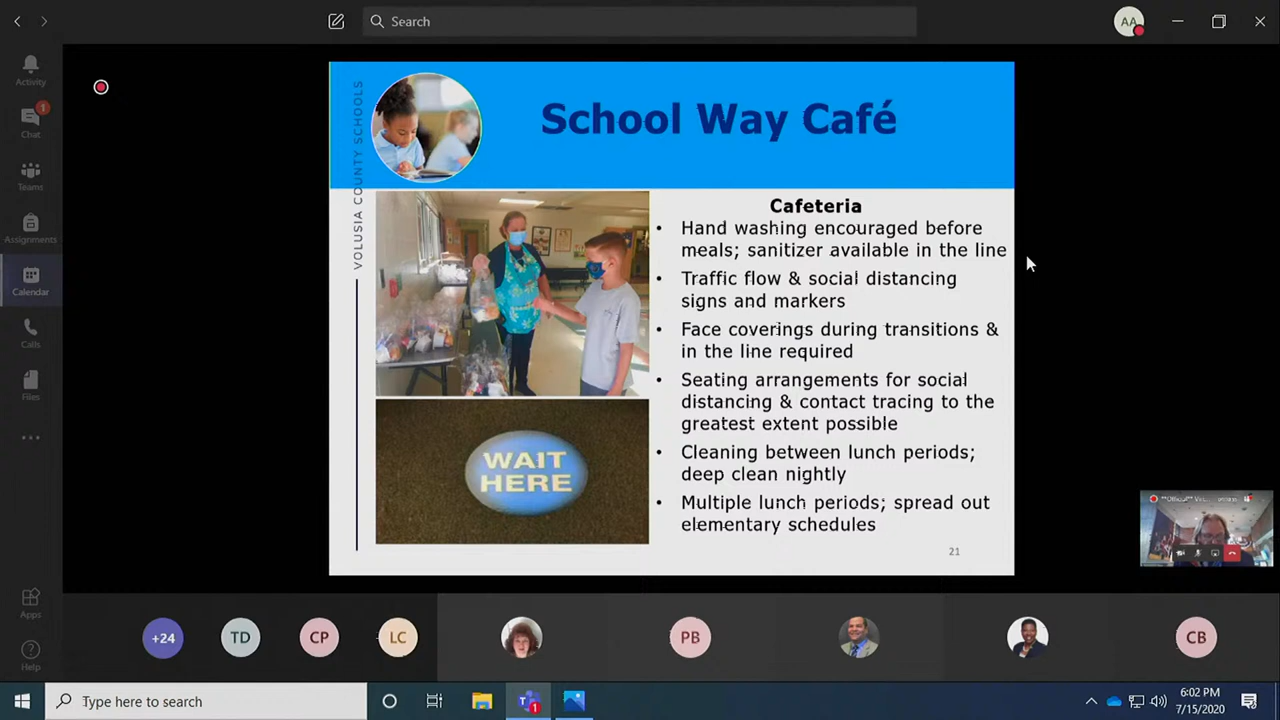 Search
AA
Activity
1
Chat
Teams
Assignments
Calendar
Calls
Files
Apps
Help
VOLUSIA COUNTY SCHOOLS
School Way Café
Cafeteria
• Hand washing encouraged before
meals; sanitizer available in the line
• Traffic flow & social distancing
signs and markers
• Face coverings during transitions &
in the line required
• Seating arrangements for social
distancing & contact tracing to the
greatest extent possible
• Cleaning between lunch periods;
deep clean nightly
• Multiple lunch periods; spread out
elementary schedules
WAIT
HERE
21
+24
TD
CP
LC
PB
CB
Type here to search
1
6:02 PM
7/15/2020